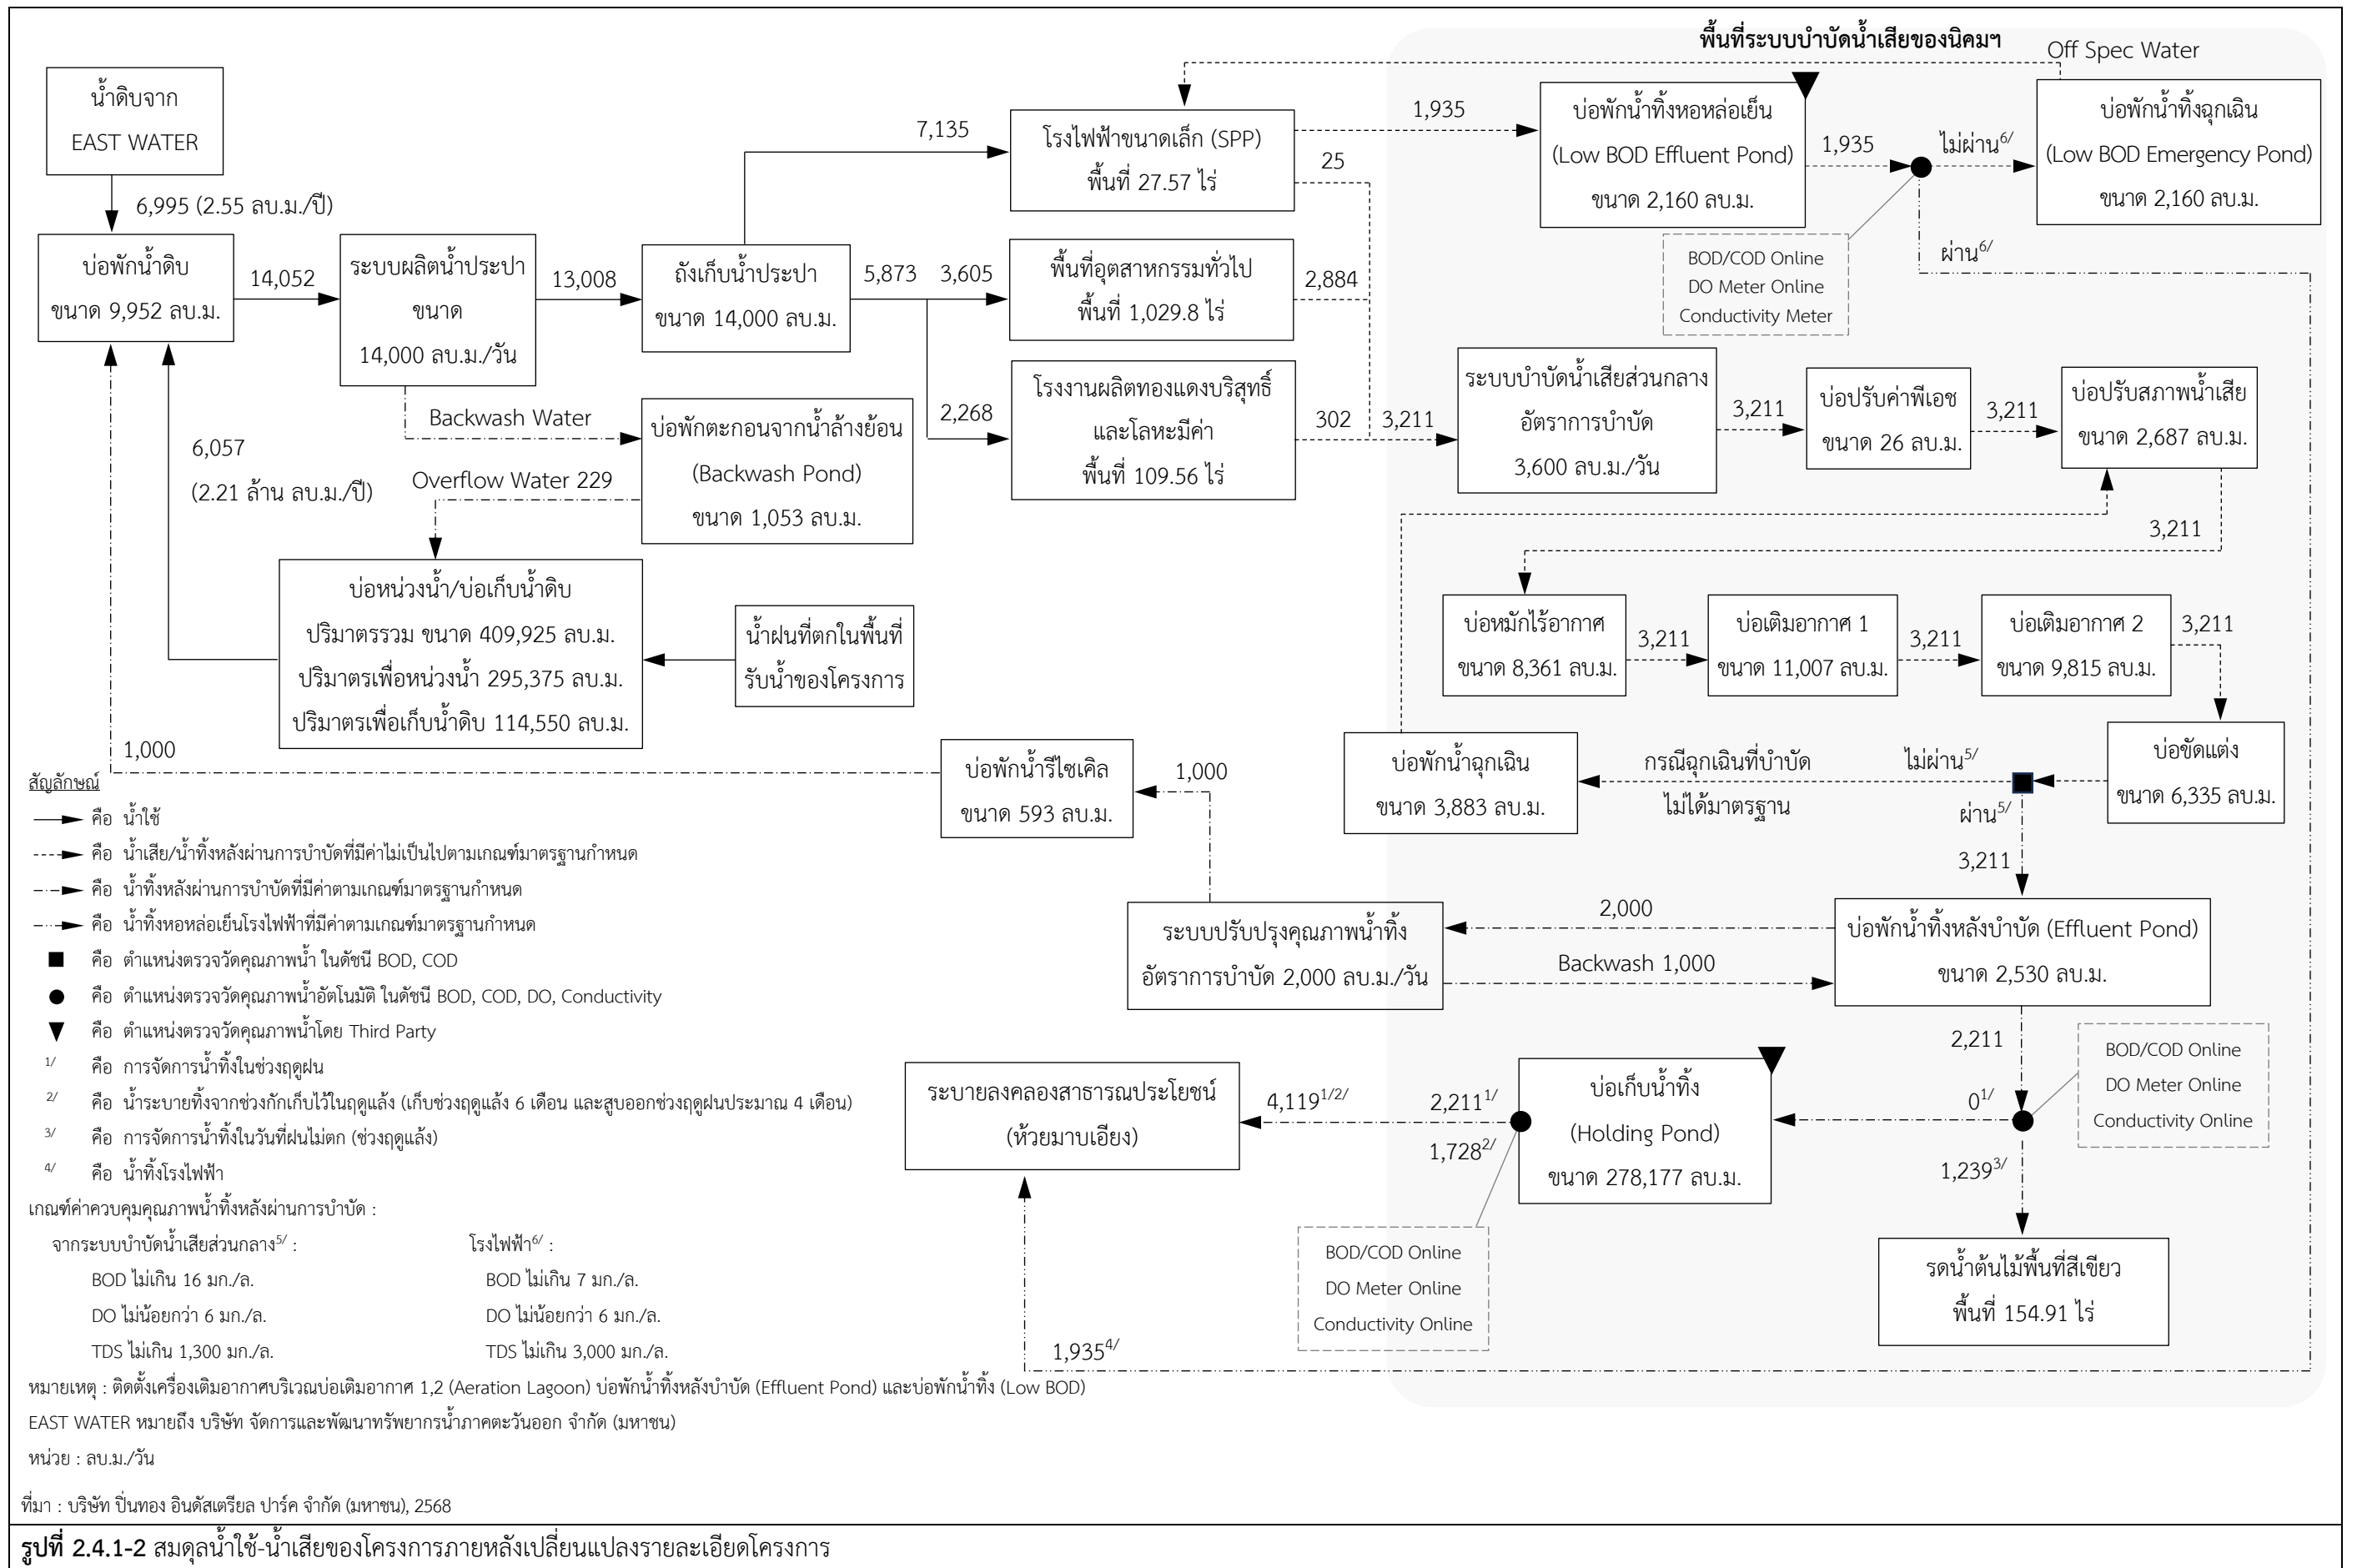 พื้นที่ระบบบำบัดน้ำเสียของนิคมฯ
Off Spec Water
น้ำดิบจาก
EAST WATER
6,995 (2.55 ลบ.ม./ปี)
บ่อพักน้ำดิบ
ขนาด 9,952 ลบ.ม.
14,052
ระบบผลิตน้ำประปา
ขนาด
14,000 ลบ.ม./วัน
13,008
ถังเก็บน้ำประปา
ขนาด 14,000 ลบ.ม.
7,135
5,873
3,605
2,268
โรงไฟฟ้าขนาดเล็ก (SPP)
พื้นที่ 27.57 ไร่
พื้นที่อุตสาหกรรมทั่วไป
พื้นที่ 1,029.8 ไร่
โรงงานผลิตทองแดงบริสุทธิ์
และโลหะมีค่า
พื้นที่ 109.56 ไร่
1,935
25
2,884
302
3,211
บ่อพักน้ำทิ้งหอหล่อเย็น
(Low BOD Effluent Pond)
ขนาด 2,160 ลบ.ม.
1,935
ไม่ผ่าน6/
บ่อพักน้ำทิ้งฉุกเฉิน
(Low BOD Emergency Pond)
ขนาด 2,160 ลบ.ม.
ผ่าน6/
BOD/COD Online
DO Meter Online
Conductivity Meter
ระบบบำบัดน้ำเสียส่วนกลาง
อัตราการบำบัด
3,600 ลบ.ม./วัน
3,211
บ่อปรับค่าพีเอช
ขนาด 26 ลบ.ม.
3,211
บ่อปรับสภาพน้ำเสีย
ขนาด 2,687 ลบ.ม.
3,211
Backwash Water
บ่อพักตะกอนจากน้ำล้างย้อน
(Backwash Pond)
ขนาด 1,053 ลบ.ม.
Overflow Water 229
6,057
(2.21 ล้าน ลบ.ม./ปี)
บ่อหน่วงน้ำ/บ่อเก็บน้ำดิบ
ปริมาตรรวม ขนาด 409,925 ลบ.ม.
ปริมาตรเพื่อหน่วงน้ำ 295,375 ลบ.ม.
ปริมาตรเพื่อเก็บน้ำดิบ 114,550 ลบ.ม.
น้ำฝนที่ตกในพื้นที่
รับน้ำของโครงการ
บ่อหมักไร้อากาศ
ขนาด 8,361 ลบ.ม.
3,211
บ่อเติมอากาศ 1
ขนาด 11,007 ลบ.ม.
3,211
บ่อเติมอากาศ 2
ขนาด 9,815 ลบ.ม.
3,211
บ่อขัดแต่ง
ขนาด 6,335 ลบ.ม.
ไม่ผ่าน5/
กรณีฉุกเฉินที่บำบัด
ไม่ได้มาตรฐาน
บ่อพักน้ำฉุกเฉิน
ขนาด 3,883 ลบ.ม.
ผ่าน5/
3,211
1,000
บ่อพักน้ำรีไซเคิล
ขนาด 593 ลบ.ม.
1,000
ระบบปรับปรุงคุณภาพน้ำทิ้ง
อัตราการบำบัด 2,000 ลบ.ม./วัน
2,000
Backwash 1,000
บ่อพักน้ำทิ้งหลังบำบัด (Effluent Pond)
ขนาด 2,530 ลบ.ม.
2,211
BOD/COD Online
DO Meter Online
Conductivity Online
01/
1,2393/
รดน้ำต้นไม้พื้นที่สีเขียว
พื้นที่ 154.91 ไร่
บ่อเก็บน้ำทิ้ง
(Holding Pond)
ขนาด 278,177 ลบ.ม.
2,2111/
1,7282/
4,1191/2/
ระบายลงคลองสาธารณประโยชน์
(ห้วยมาบเอียง)
BOD/COD Online
DO Meter Online
Conductivity Online
1,9354/
สัญลักษณ์
คือ น้ำใช้
คือ น้ำเสีย/น้ำทิ้งหลังผ่านการบำบัดที่มีค่าไม่เป็นไปตามเกณฑ์มาตรฐานกำหนด
คือ น้ำทิ้งหลังผ่านการบำบัดที่มีค่าตามเกณฑ์มาตรฐานกำหนด
คือ น้ำทิ้งหอหล่อเย็นโรงไฟฟ้าที่มีค่าตามเกณฑ์มาตรฐานกำหนด
คือ ตำแหน่งตรวจวัดคุณภาพน้ำ ในดัชนี BOD, COD
คือ ตำแหน่งตรวจวัดคุณภาพน้ำอัตโนมัติ ในดัชนี BOD, COD, DO, Conductivity
คือ ตำแหน่งตรวจวัดคุณภาพน้ำโดย Third Party
1/ คือ การจัดการน้ำทิ้งในช่วงฤดูฝน
2/ คือ น้ำระบายทิ้งจากช่วงกักเก็บไว้ในฤดูแล้ง (เก็บช่วงฤดูแล้ง 6 เดือน และสูบออกช่วงฤดูฝนประมาณ 4 เดือน)
3/ คือ การจัดการน้ำทิ้งในวันที่ฝนไม่ตก (ช่วงฤดูแล้ง)
4/ คือ น้ำทิ้งโรงไฟฟ้า
เกณฑ์ค่าควบคุมคุณภาพน้ำทิ้งหลังผ่านการบำบัด :
จากระบบบำบัดน้ำเสียส่วนกลาง5/ : โรงไฟฟ้า6/ :
BOD ไม่เกิน 16 มก./ล. BOD ไม่เกิน 7 มก./ล.
DO ไม่น้อยกว่า 6 มก./ล. DO ไม่น้อยกว่า 6 มก./ล.
TDS ไม่เกิน 1,300 มก./ล. TDS ไม่เกิน 3,000 มก./ล.
หมายเหตุ : ติดตั้งเครื่องเติมอากาศบริเวณบ่อเติมอากาศ 1,2 (Aeration Lagoon) บ่อพักน้ำทิ้งหลังบำบัด (Effluent Pond) และบ่อพักน้ำทิ้ง (Low BOD)
EAST WATER หมายถึง บริษัท จัดการและพัฒนาทรัพยากรน้ำภาคตะวันออก จำกัด (มหาชน)
หน่วย : ลบ.ม./วัน
ที่มา : บริษัท ปิ่นทอง อินดัสเตรียล ปาร์ค จำกัด (มหาชน), 2568
รูปที่ 2.4.1-2 สมดุลน้ำใช้-น้ำเสียของโครงการภายหลังเปลี่ยนแปลงรายละเอียดโครงการ